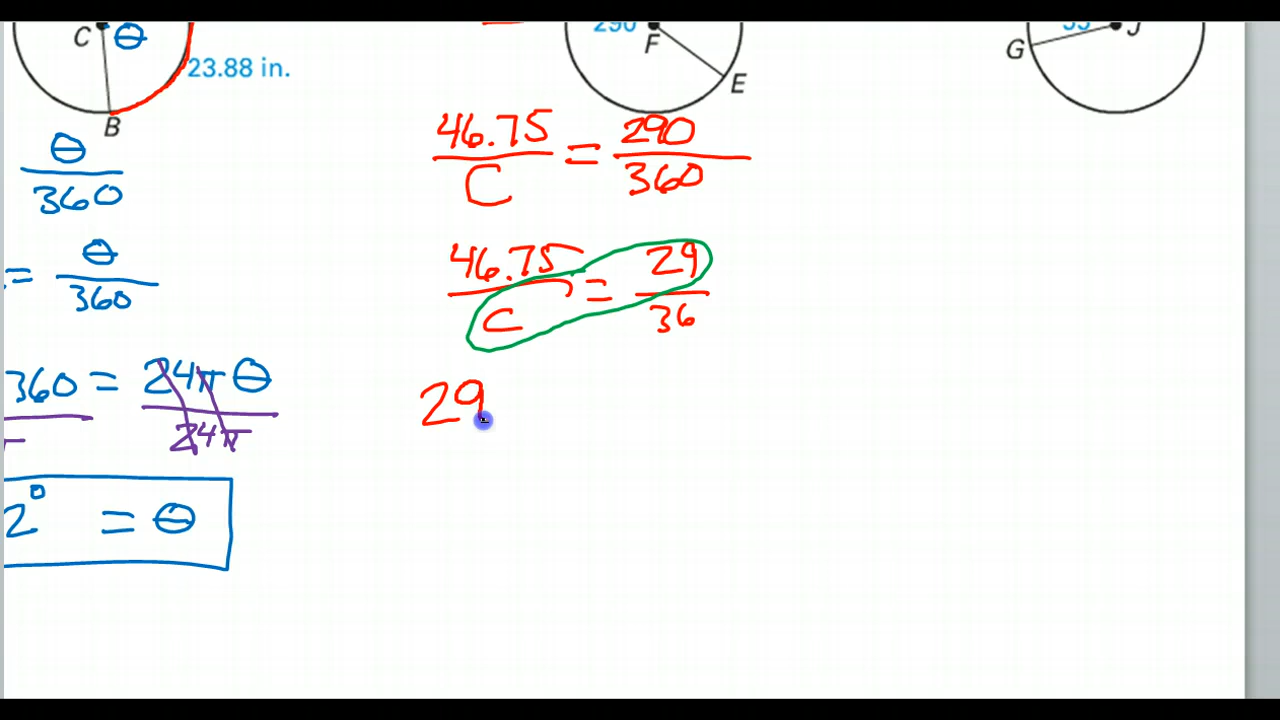 C θ
23.88 in.
B
θ
360
= θ
360
360 = 24π θ
24π
2° = θ
290
F
E
46.75 = 290
C 360
46.75 = 29
C 36
29
G
J